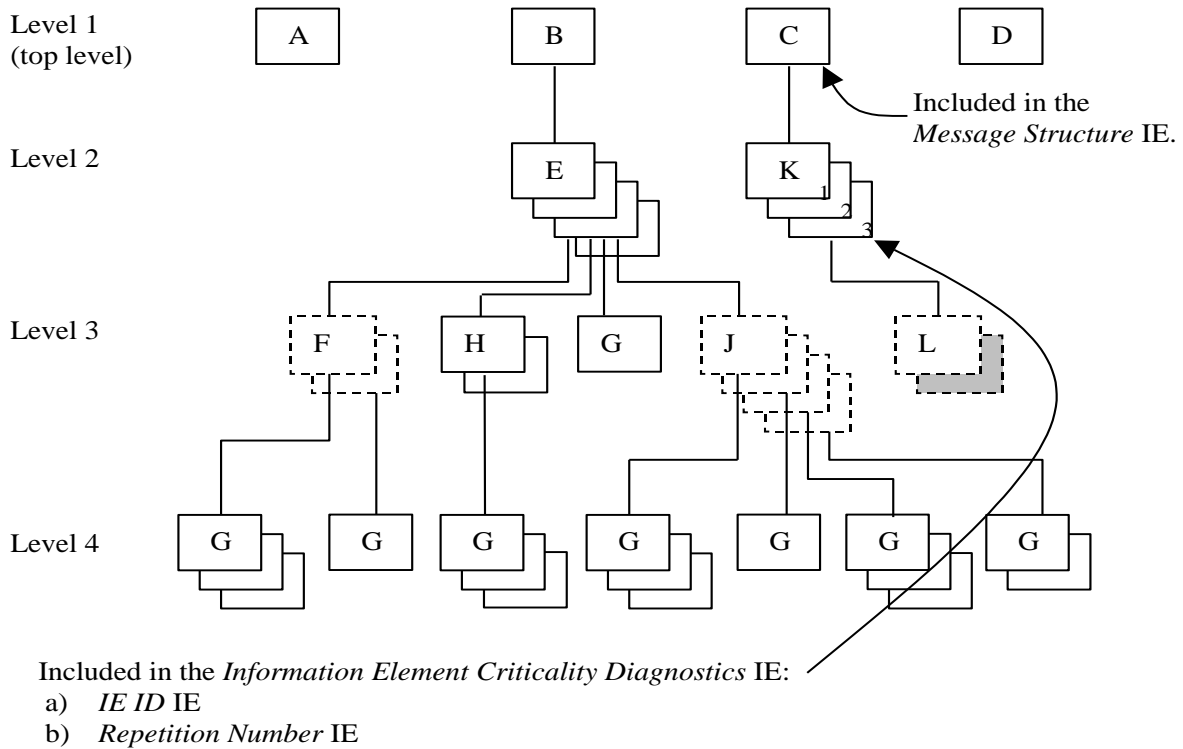 Level 1
(top level)
A
B
C
D
Included in the
Message Structure IE.
Level 2
E
K
1
2
3
Level 3
F
H
G
J
L
Level 4
G
G
G
G
G
G
G
Included in the Information Element Criticality Diagnostics IE:
a) IE ID IE
b) Repetition Number IE